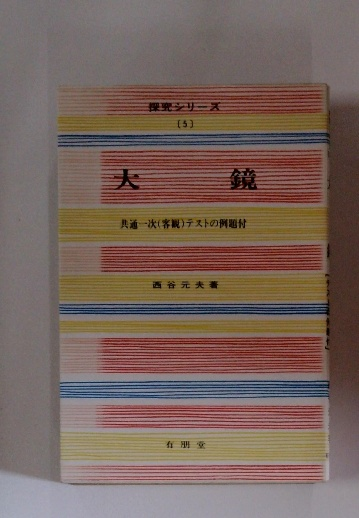 探究シリーズ
(5)
大鏡
共通一次(客観)テストの例題付
西谷元夫著
有朋堂